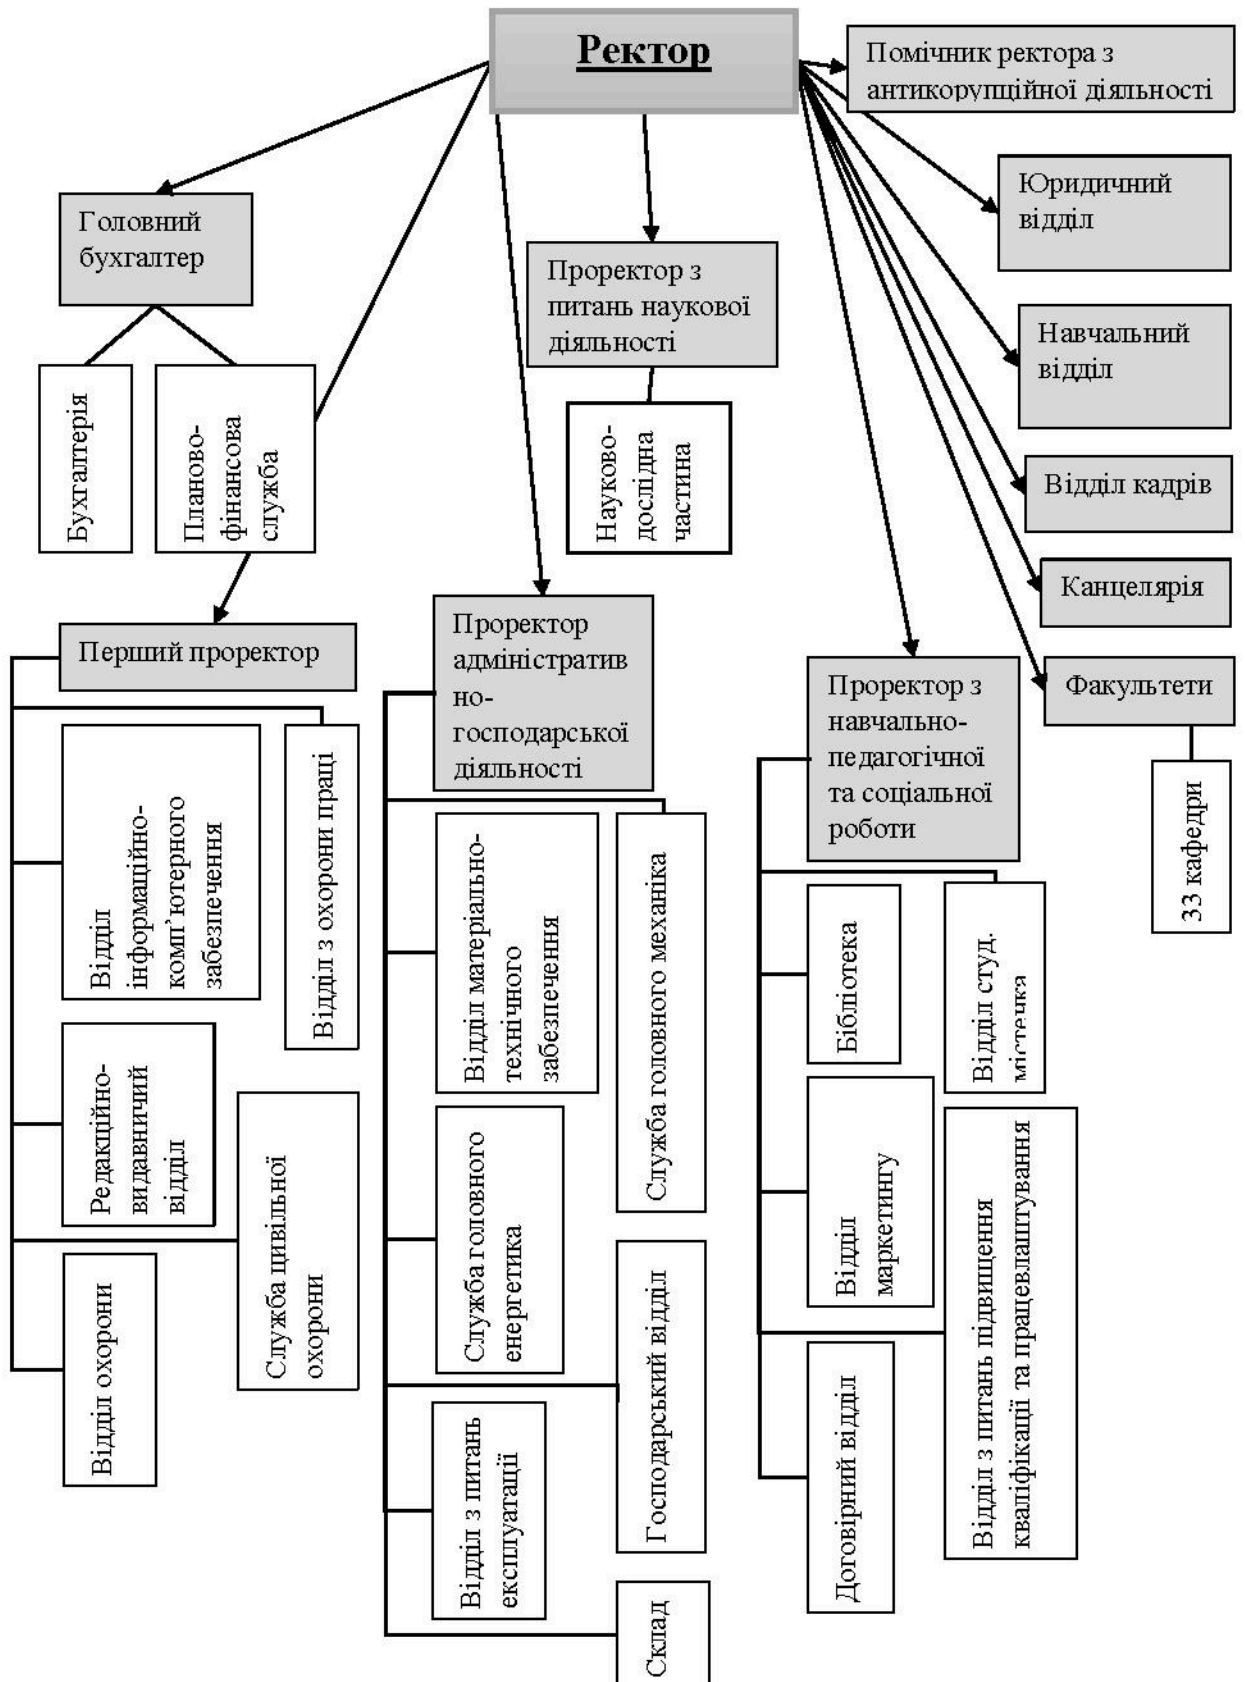 Ректор
Помічник ректора з
антикорупційної діяльності
Юридичний
відділ
Головний
бухгалтер
Проректор з
питань наукової
діяльності
Навчальний
відділ
Бухгалтерія
Планово-
фінансова
служба
Науково-
дослідна
частина
Відділ кадрів
Канцелярія
Перший проректор
Проректор
адміністратив
но-
господарської
діяльності
Проректор з
навчально-
педагогічної
та соціальної
роботи
Факультети
33 кафедри
Відділ
інформаційно-
комп’ютерного
забезпечення
Відділ з охорони праці
Редакційно-
видавничий
відділ
Служба цивільної
охорони
Відділ охорони
Відділ матеріально-
технічного
забезпечення
Служба головного механіка
Служба головного
енергетика
Господарський відділ
Відділ з питань
експлуатації
Склад
Бібліотека
Відділ студ.
містечка
Відділ
маркетингу
Відділ з питань підвищення
кваліфікації та працевлаштування
Договірний відділ